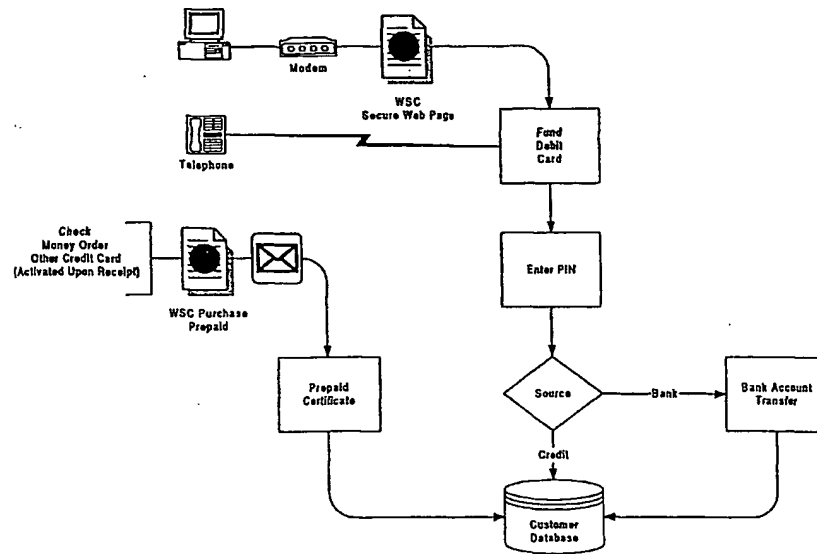 Modem
WSC
Secure Web Page
Fund
Debit
Card
Telephone
Check
Money Order
Other Credit Card
(Activated Upon Receipt)
WSC Purchase
Prepaid
Enter PIN
Prepaid
Certificate
Source
Bank
Bank Account
Transfer
Credit
Customer
Database